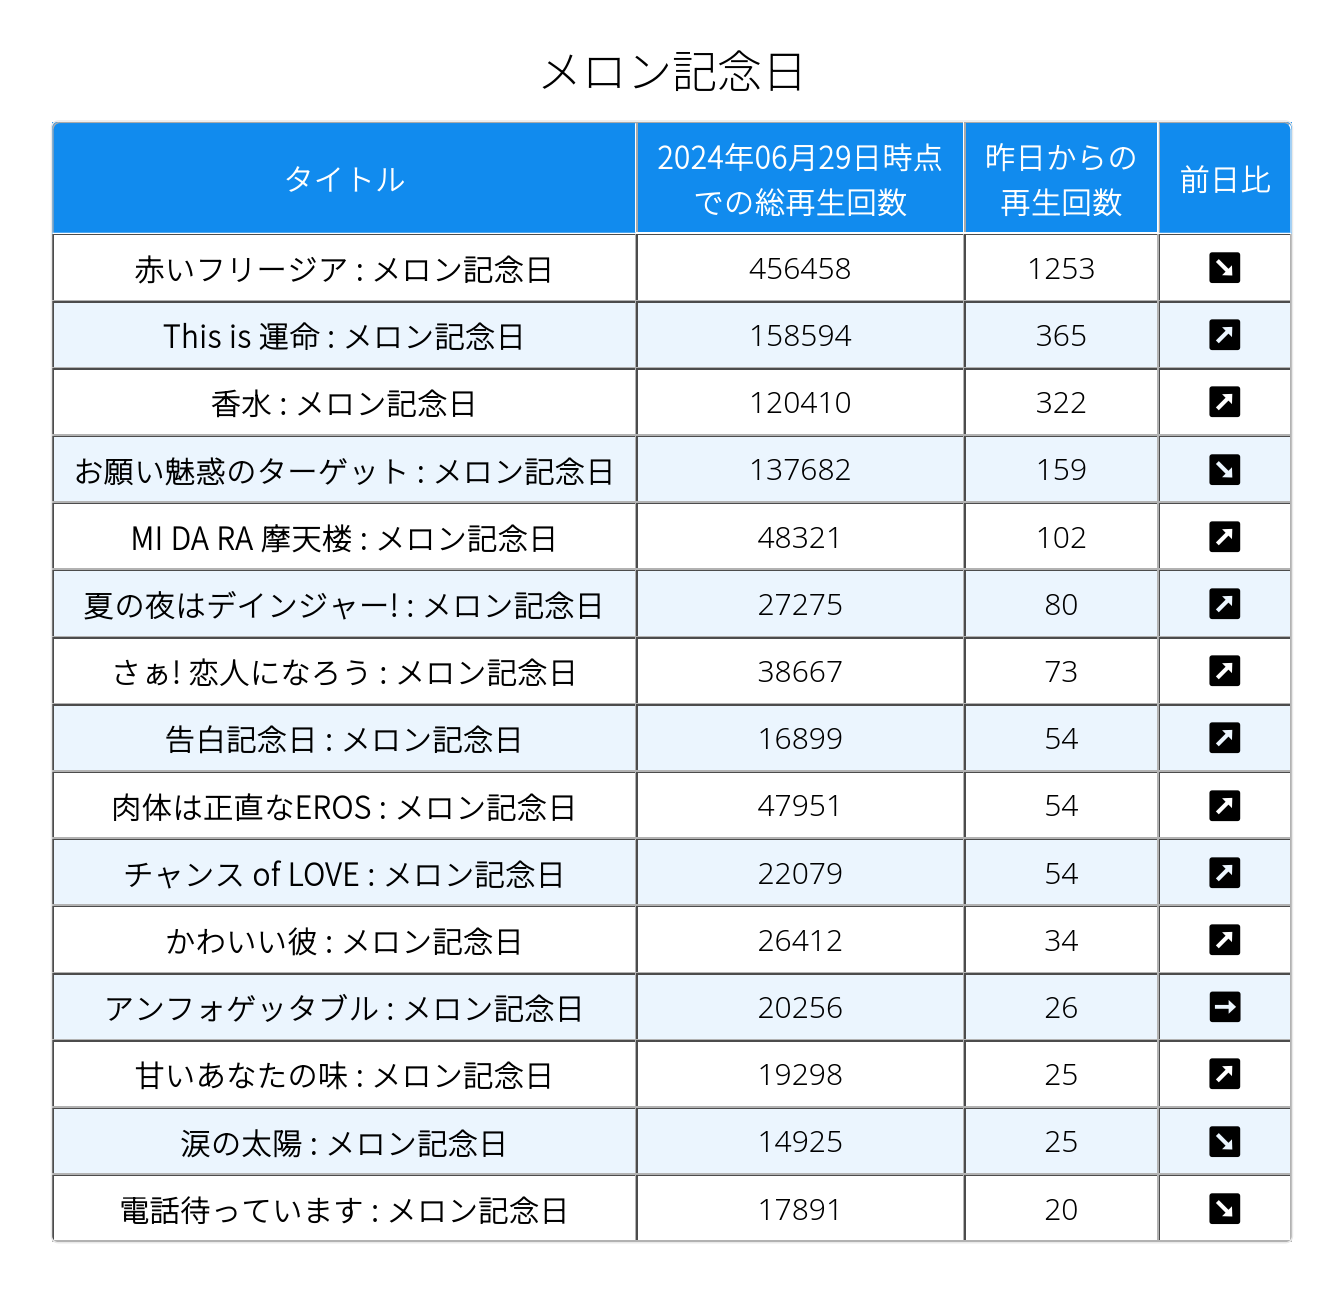 メロン記念日
タイトル
2024年06月29日時点
での総再生回数
昨日からの
再生回数
前日比
赤いフリージア : メロン記念日 456458 1253 ↘
This is 運命 : メロン記念日 158594 365 ↗
香水 : メロン記念日 120410 322 ↗
お願い魅惑のターゲット : メロン記念日 137682 159 ↘
MI DA RA 摩天楼 : メロン記念日 48321 102 ↗
夏の夜はデインジャー! : メロン記念日 27275 80 ↗
さぁ! 恋人になろう : メロン記念日 38667 73 ↗
告白記念日 : メロン記念日 16899 54 ↗
肉体は正直なEROS : メロン記念日 47951 54 ↗
チャンス of LOVE : メロン記念日 22079 54 ↗
かわいい彼 : メロン記念日 26412 34 ↗
アンフォゲッタブル : メロン記念日 20256 26 →
甘いあなたの味 : メロン記念日 19298 25 ↗
涙の太陽 : メロン記念日 14925 25 ↘
電話待っています : メロン記念日 17891 20 ↘